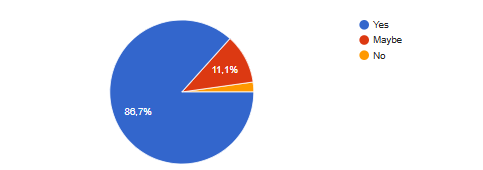 Yes
Maybe
No
11,1%
86,7%